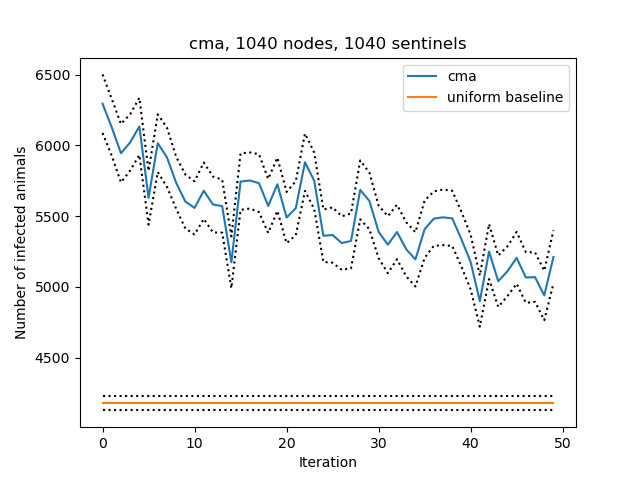 cma, 1040 nodes, 1040 sentinels
cma
uniform baseline
6500
6000
5500
5000
4500
Number of infected animals
0 10 20 30 40 50
Iteration